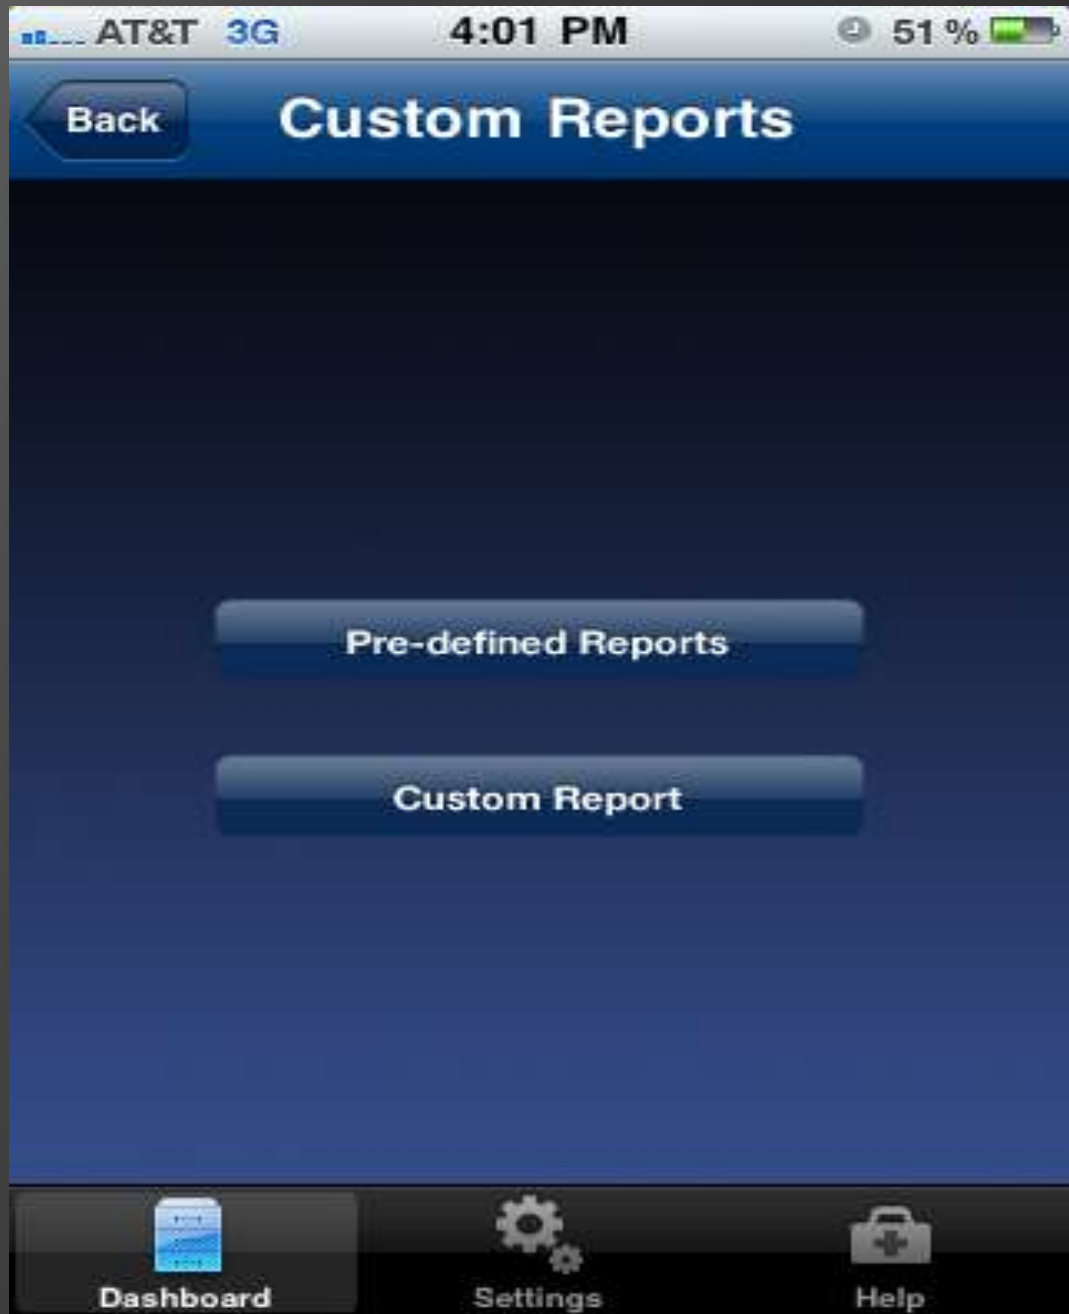 AT&T 3G 4:01 PM 51%
Back Custom Reports
Pre-defined Reports
Custom Report
Dashboard Settings Help